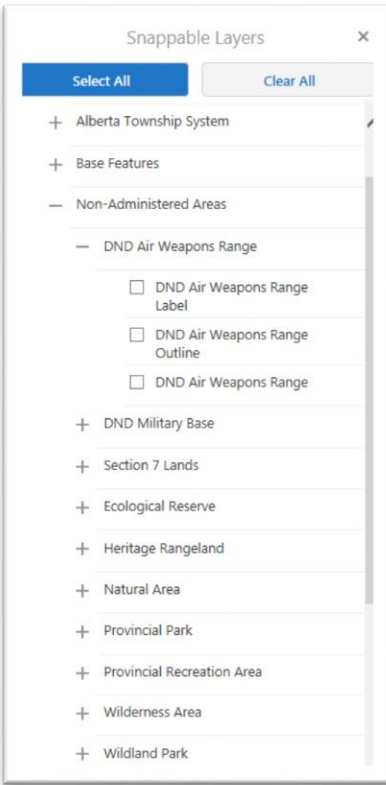 Snappable Layers
Select All
Clear All
Alberta Township System
Base Features
Non-Administered Areas
DND Air Weapons Range
DND Air Weapons Range
Label
DND Air Weapons Range
Outline
DND Air Weapons Range
DND Military Base
Section 7 Lands
Ecological Reserve
Heritage Rangeland
Natural Area
Provincial Park
Provincial Recreation Area
Wilderness Area
Wildland Park